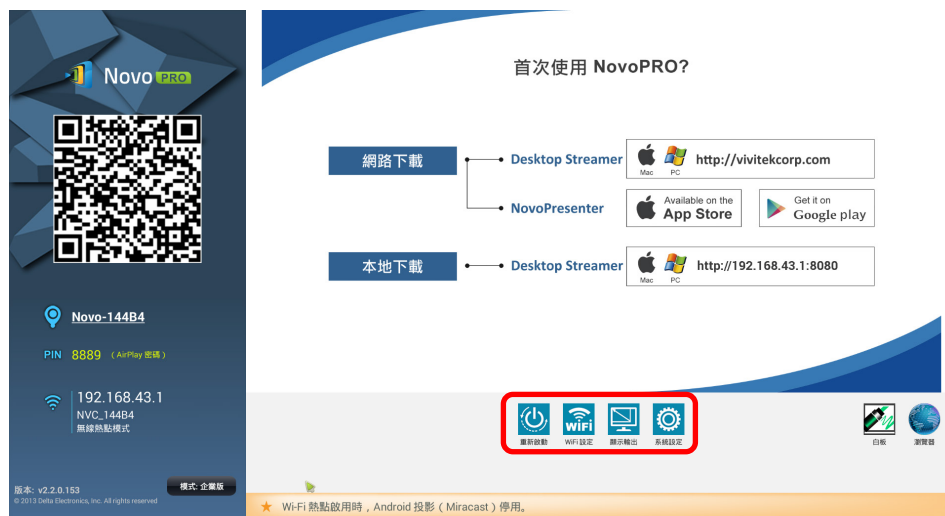 Novo PRO
Novo-144B4
PIN 8889 （AirPlay 密碼）
192.168.43.1
NVC_144B4
無線熱點模式
版本: v2.2.0.153
© 2013 Delta Electronics, Inc. All rights reserved
模式: 企業版
首次使用 NovoPRO?
網路下載
Desktop Streamer
Mac PC
http://vivitekcorp.com
NovoPresenter
Available on the
App Store
Get it on
Google play
本地下載
Desktop Streamer
Mac PC
http://192.168.43.1:8080
WiFi
重新啟動 WiFi 設定 顯示輸出 系統設定
白板 瀏覽器
Wi-Fi 熱點啟用時，Android 投影（Miracast）停用。